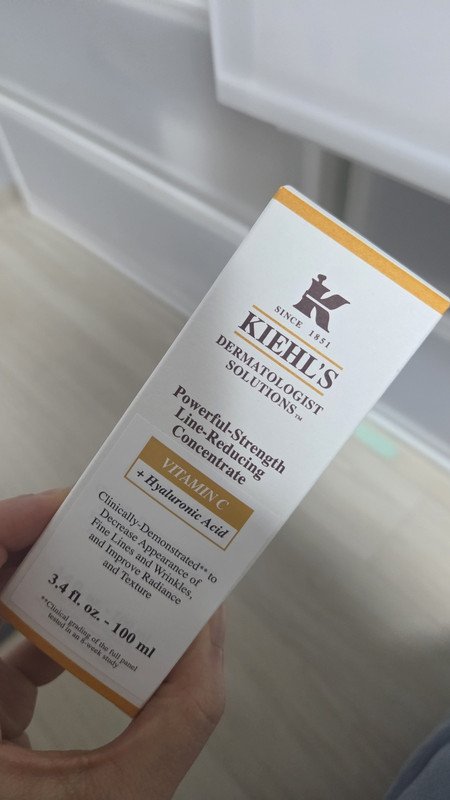 SINCE 1851
KIEHL'S
DERMATOLOGIST
SOLUTIONS™
Powerful-Strength
Line-Reducing
Concentrate
VITAMIN C
+ Hyaluronic Acid
Clinically-Demonstrated** to
Decrease Appearance of
Fine Lines and Wrinkles,
and Improve Radiance
and Texture
3.4 fl. oz. - 100 ml
**Clinical grading of the full panel
tested in an 8-week study